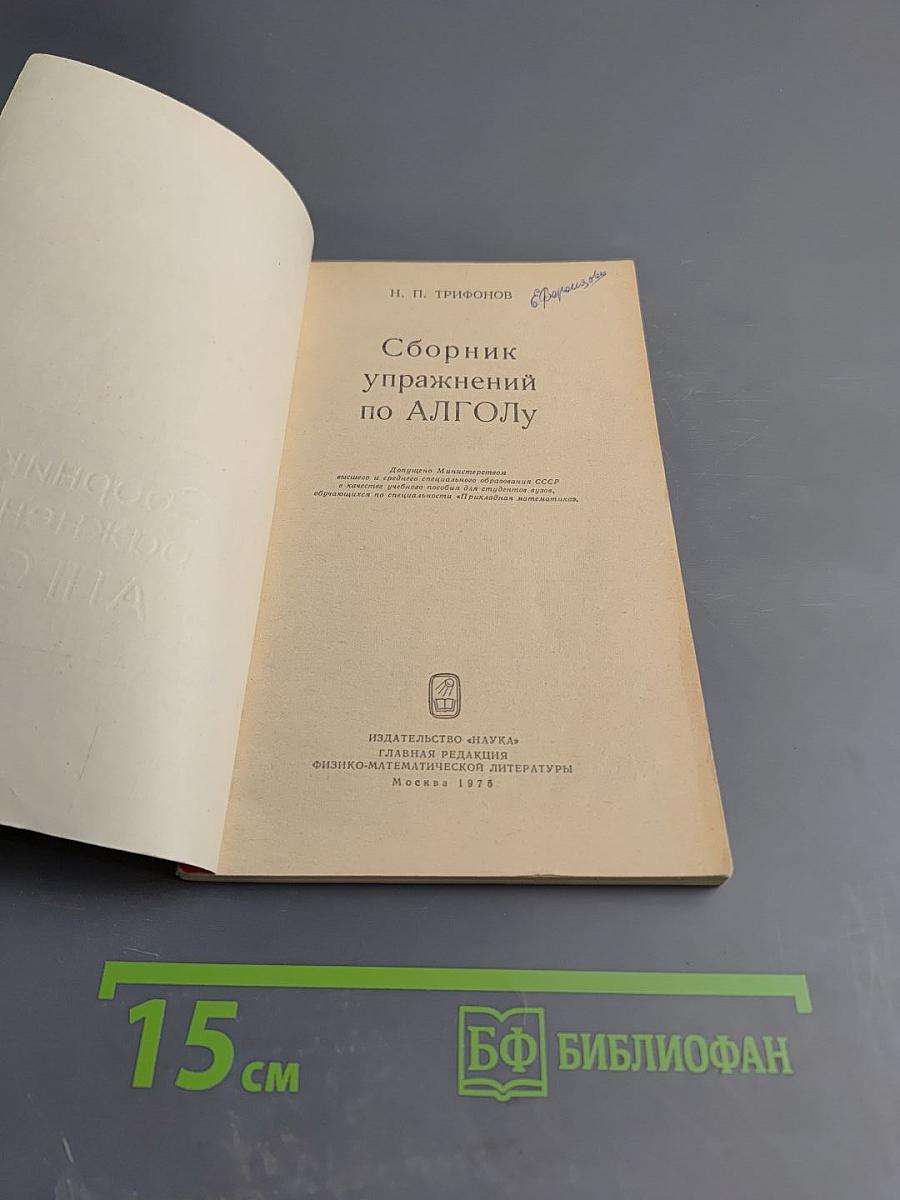 Н. П. ТРИФОНОВ
Сборник
упражнений
по АЛГОЛу
Допущено Министерством
высшего и среднего специального образования СССР
в качестве учебного пособия для студентов вузов,
обучающихся по специальности «Прикладная математика».
ИЗДАТЕЛЬСТВО «НАУКА»
ГЛАВНАЯ РЕДАКЦИЯ
ФИЗИКО-МАТЕМАТИЧЕСКОЙ ЛИТЕРАТУРЫ
Москва 1975
15 см
БФ БИБЛИОФАН